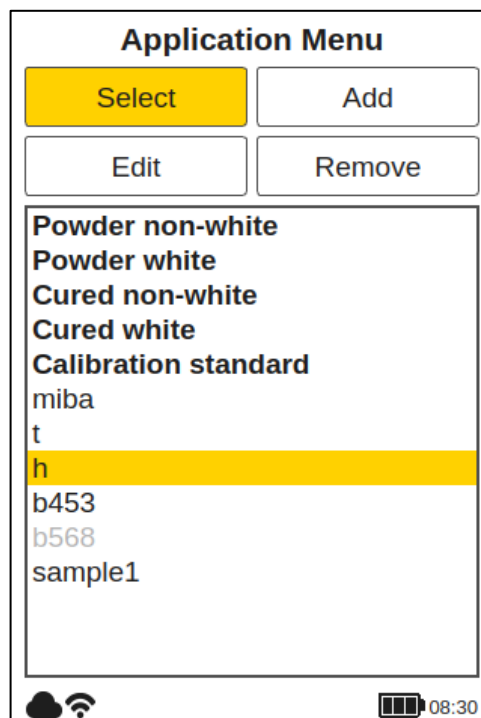 Application Menu
Select Add
Edit Remove
Powder non-white
Powder white
Cured non-white
Cured white
Calibration standard
miba
t
h
b453
b568
sample1
08:30